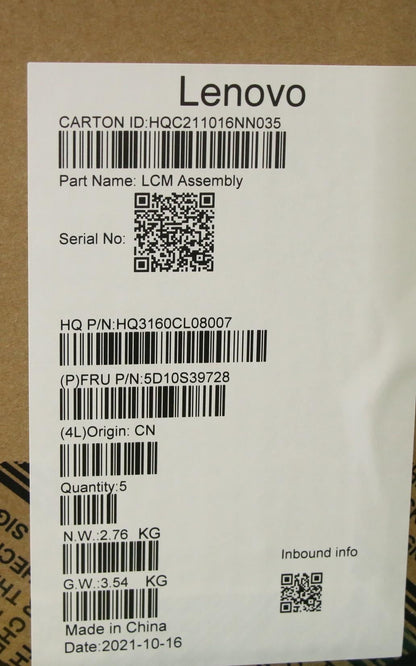 Lenovo
CARTON ID:HQC211016NN035
Part Name: LCM Assembly
Serial No:
HQ P/N:HQ3160CL08007
(P)FRU P/N:5D10S39728
(4L)Origin: CN
Quantity:5
N.W.:2.76 KG
Inbound info
G.W.:3.54 KG
Made in China
Date:2021-10-16